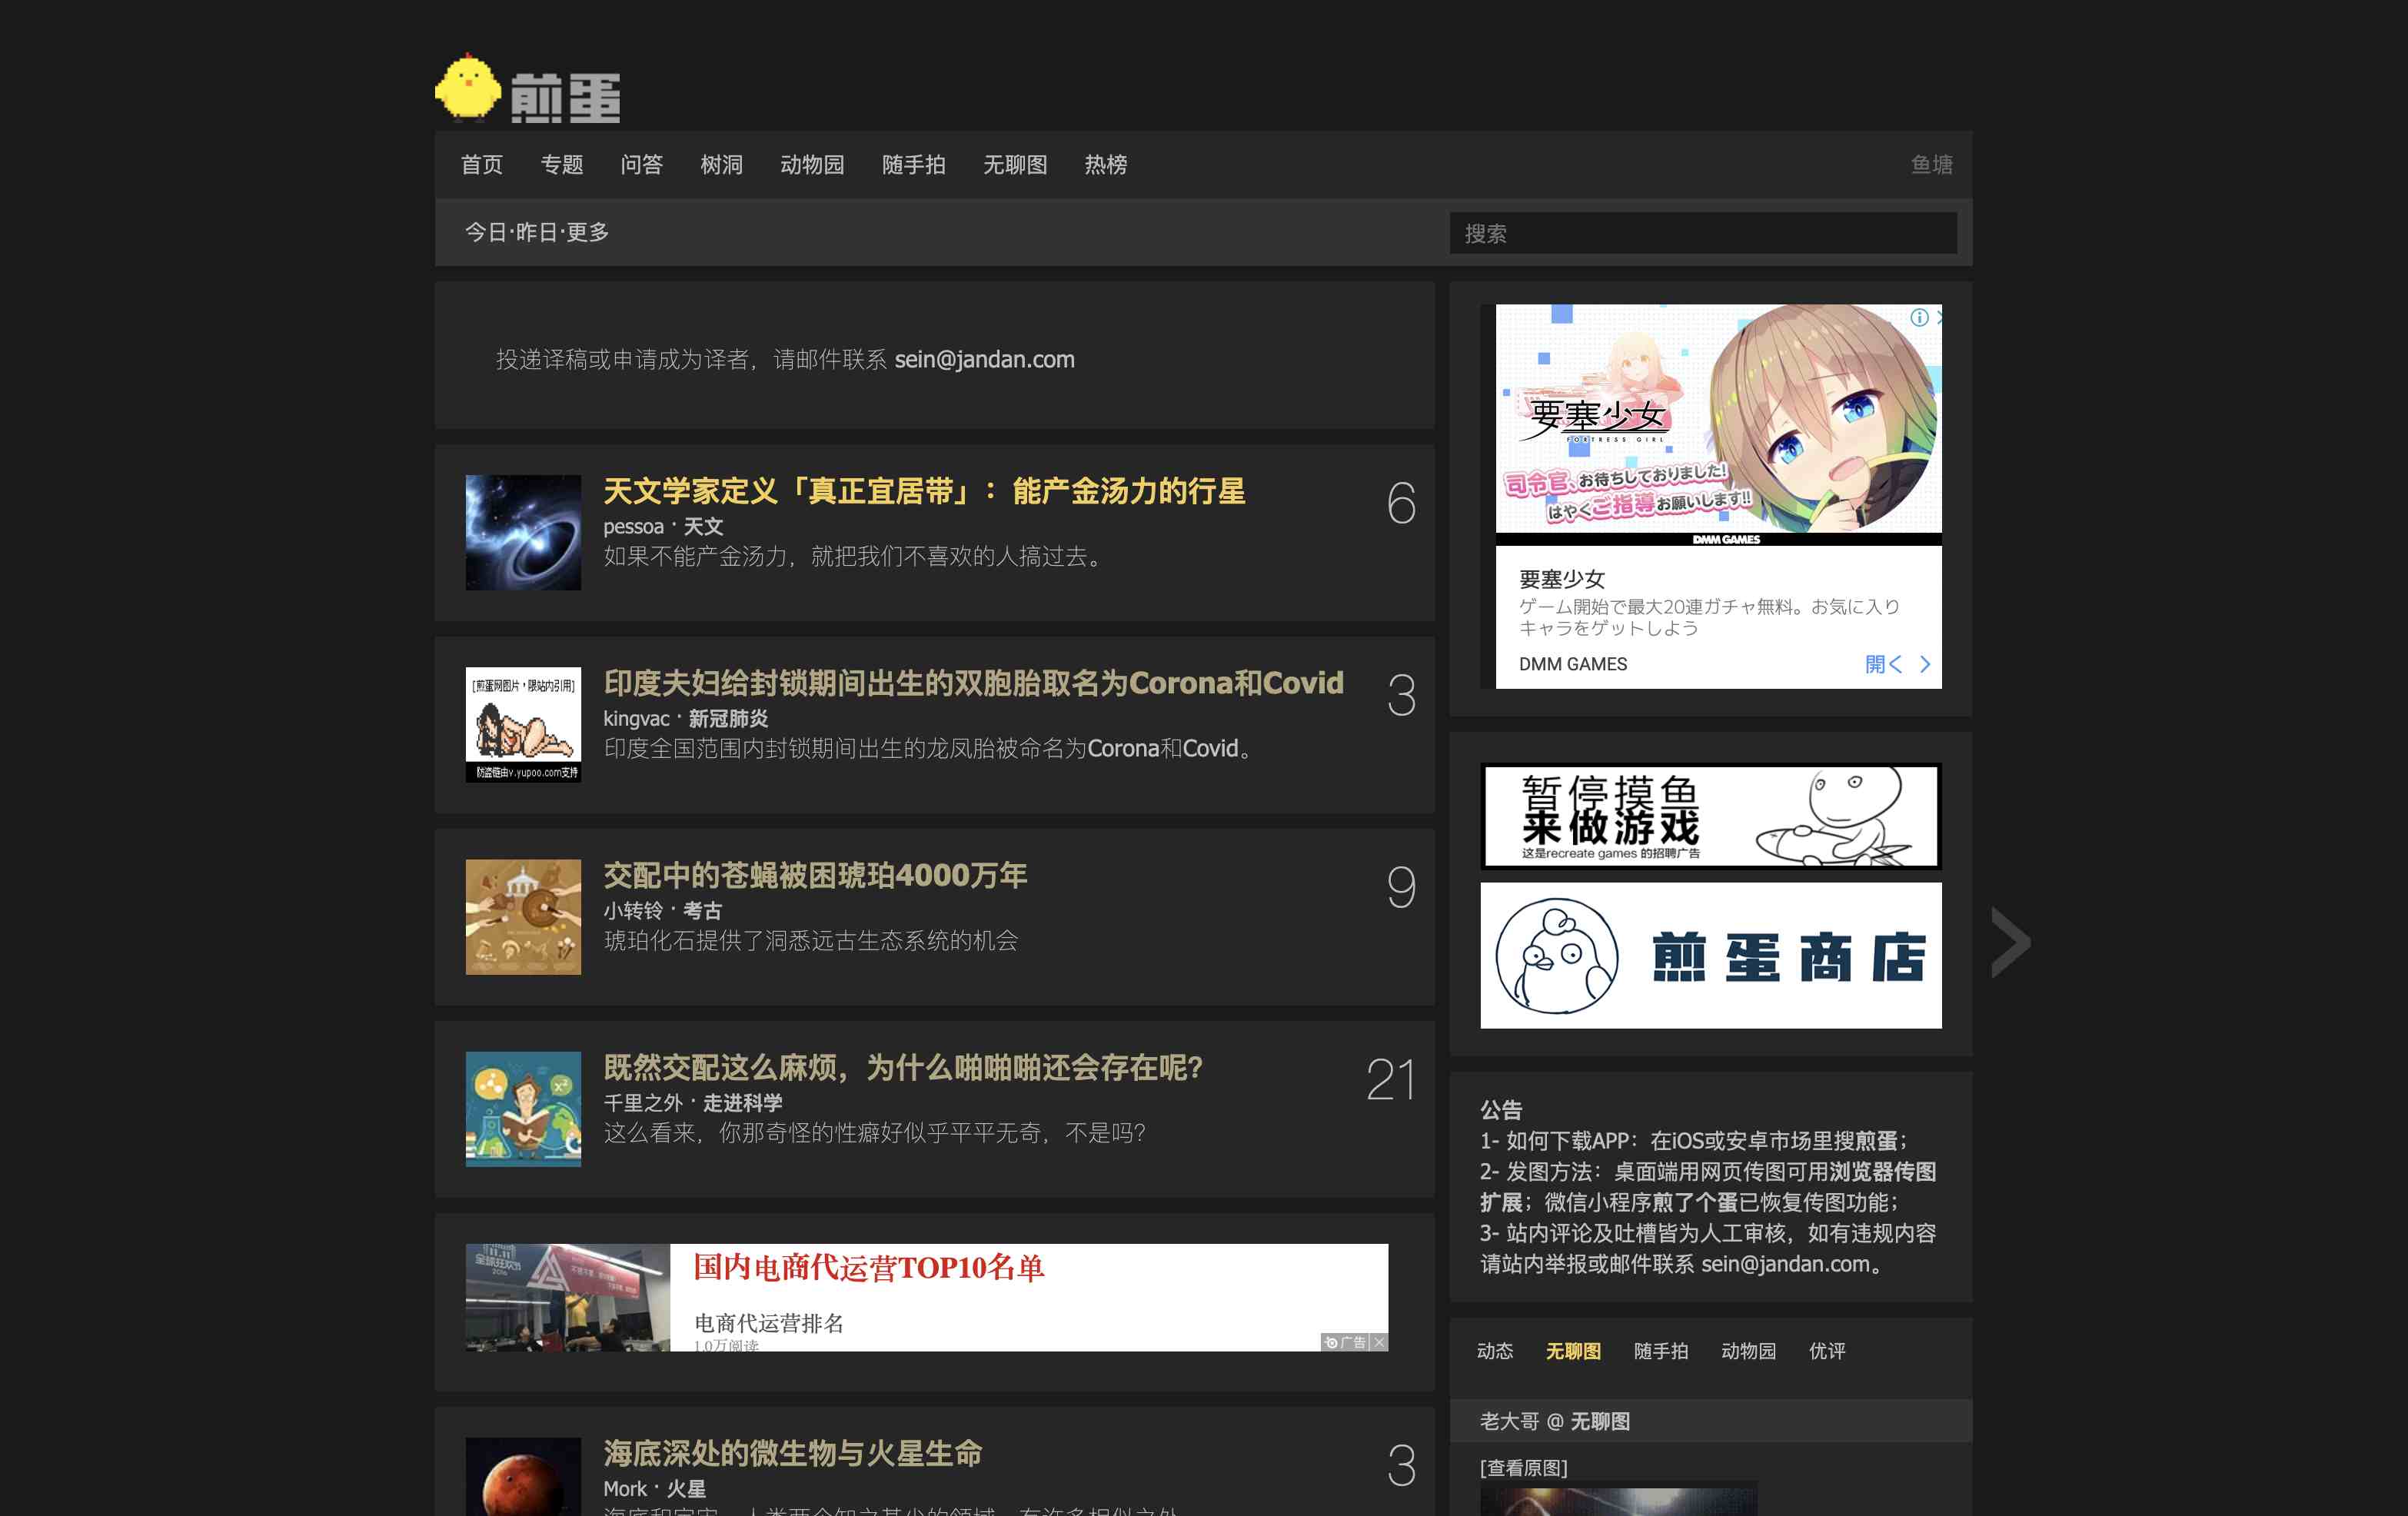 煎蛋
首页 专题 问答 树洞 动物园 随手拍 无聊图 热榜 鱼塘
今日·昨日·更多
搜索
投递译稿或申请成为译者，请邮件联系 sein@jandan.com
天文学家定义「真正宜居带」：能产金汤力的行星
6
pessoa · 天文
如果不能产金汤力，就把我们不喜欢的人搞过去。
[煎蛋网图片，限站内引用]
防盗链由v.yupoo.com支持
印度夫妇给封锁期间出生的双胞胎取名为Corona和Covid
3
kingvac · 新冠肺炎
印度全国范围内封锁期间出生的龙凤胎被命名为Corona和Covid。
交配中的苍蝇被困琥珀4000万年
9
小转铃 · 考古
琥珀化石提供了洞悉远古生态系统的机会
既然交配这么麻烦，为什么啪啪啪还会存在呢?
21
千里之外 · 走进科学
这么看来，你那奇怪的性癖好似乎平平无奇，不是吗?
国内电商代运营TOP10名单
电商代运营排名
1.0万阅读
广告
海底深处的微生物与火星生命
3
Mork · 火星
要塞少女
FORTRESS GIRL
司令官、お待ちしておりました!
はやくご指導お願いします!!
DMM GAMES
要塞少女
ゲーム開始で最大20連ガチャ無料。お気に入り
キャラをゲットしよう
DMM GAMES
開く
暂停摸鱼
来做游戏
这是recreate games 的招聘广告
煎蛋商店
公告
1- 如何下载APP：在iOS或安卓市场里搜煎蛋；
2- 发图方法：桌面端用网页传图可用浏览器传图
扩展；微信小程序煎了个蛋已恢复传图功能；
3- 站内评论及吐槽皆为人工审核，如有违规内容
请站内举报或邮件联系 sein@jandan.com。
动态 无聊图 随手拍 动物园 优评
老大哥 @ 无聊图
[查看原图]